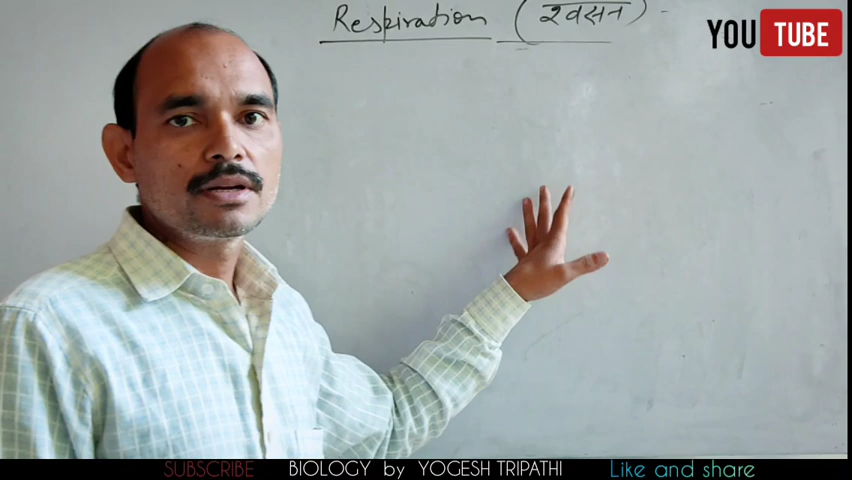 Respiration (श्वसन) -
YOU TUBE
SUBSCRIBE BIOLOGY by YOGESH TRIPATHI Like and share